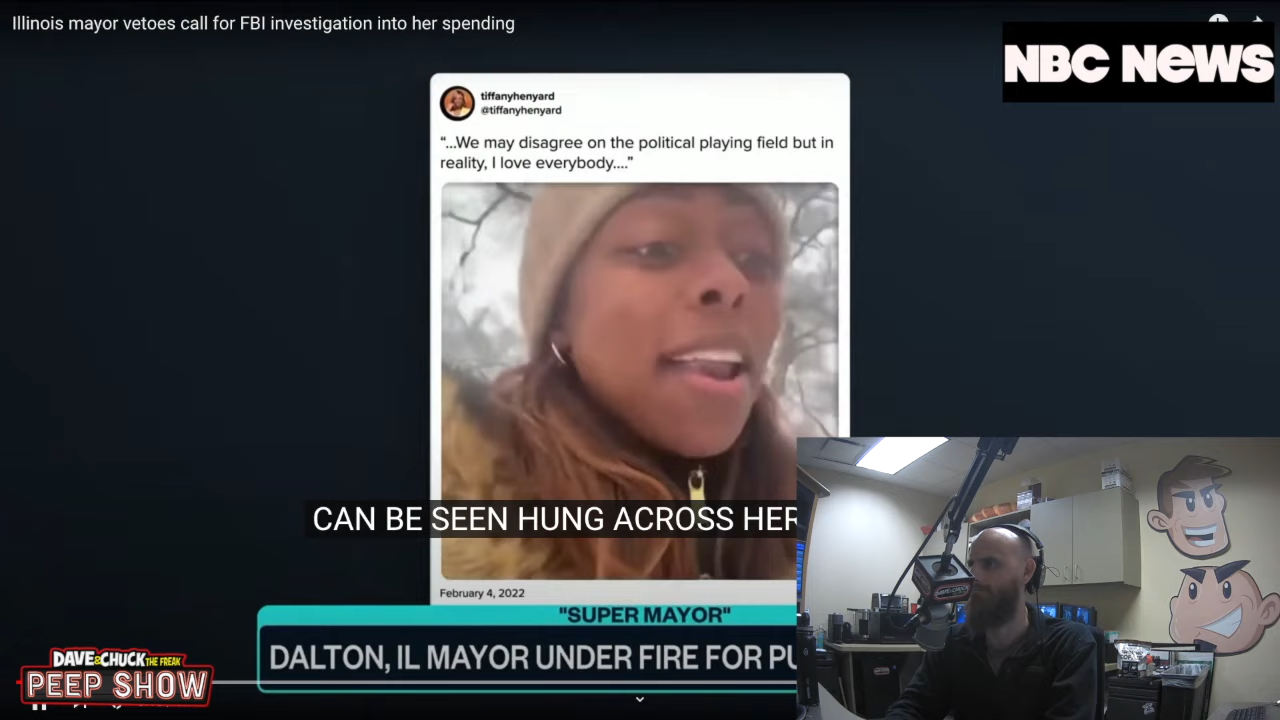 Illinois mayor vetoes call for FBI investigation into her spending
NBC NEWS
tiffanyhenyard
@tiffanyhenyard
“...We may disagree on the political playing field but in
reality, I love everybody....”
CAN BE SEEN HUNG ACROSS HER
February 4, 2022
"SUPER MAYOR"
DALTON, IL MAYOR UNDER FIRE FOR PU
DAVE & CHUCK THE FREAK
PEEP SHOW